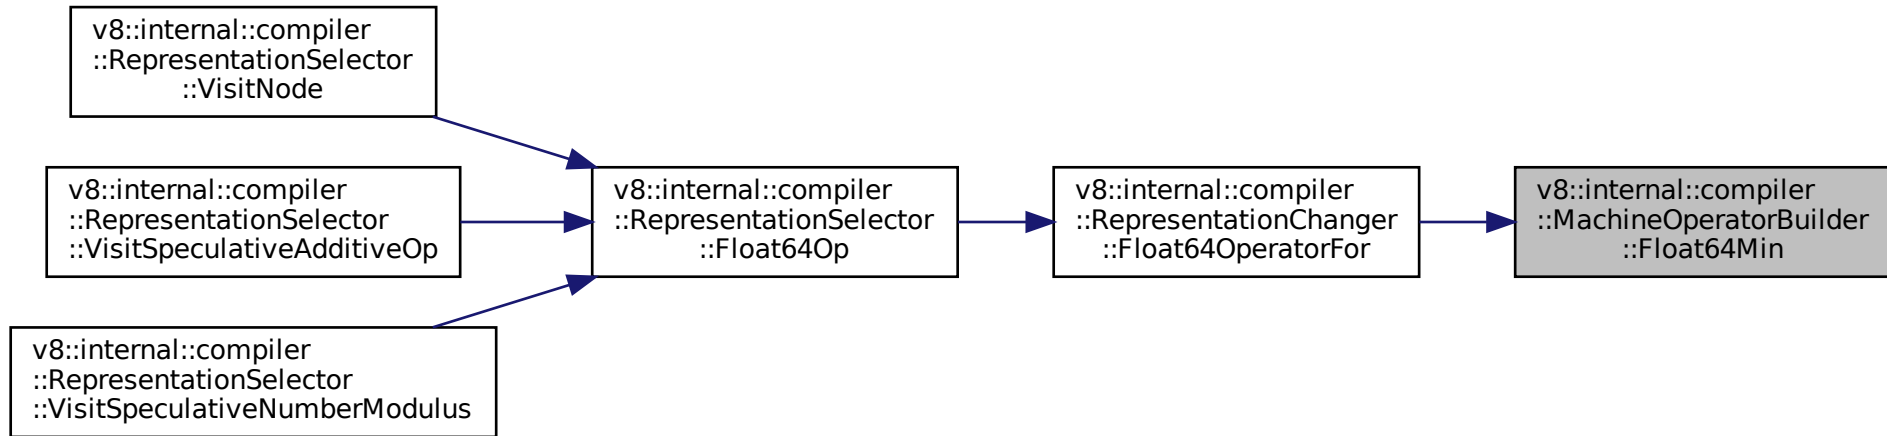 v8::internal::compiler
::RepresentationSelector
::VisitNode
v8::internal::compiler
::RepresentationSelector
::VisitSpeculativeAdditiveOp
v8::internal::compiler
::RepresentationSelector
::VisitSpeculativeNumberModulus
v8::internal::compiler
::RepresentationSelector
::Float64Op
v8::internal::compiler
::RepresentationChanger
::Float64OperatorFor
v8::internal::compiler
::MachineOperatorBuilder
::Float64Min